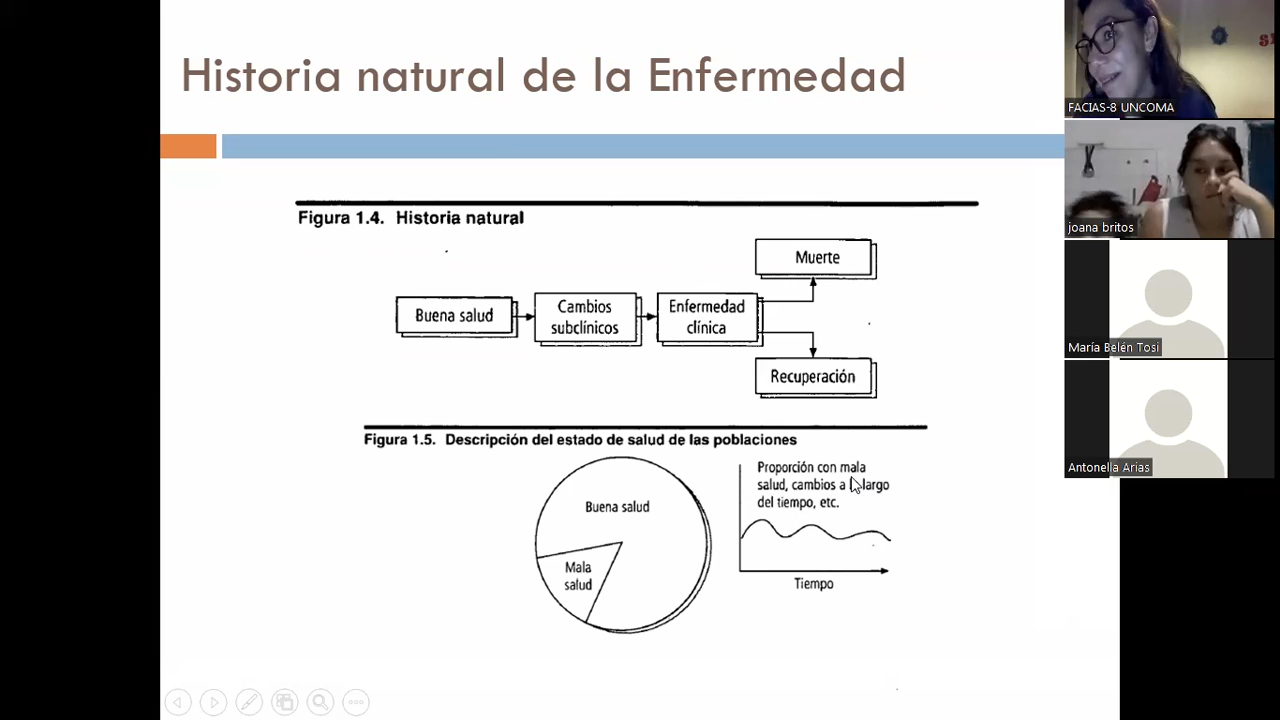 Historia natural de la Enfermedad
Figura 1.4. Historia natural
Muerte
Buena salud
Cambios
subclínicos
Enfermedad
clínica
Recuperación
Figura 1.5. Descripción del estado de salud de las poblaciones
Buena salud
Mala
salud
Proporción con mala
salud, cambios a lo largo
del tiempo, etc.
Tiempo
FACIAS-8 UNCOMA
joana britos
María Belén Tosi
Antonella Arias